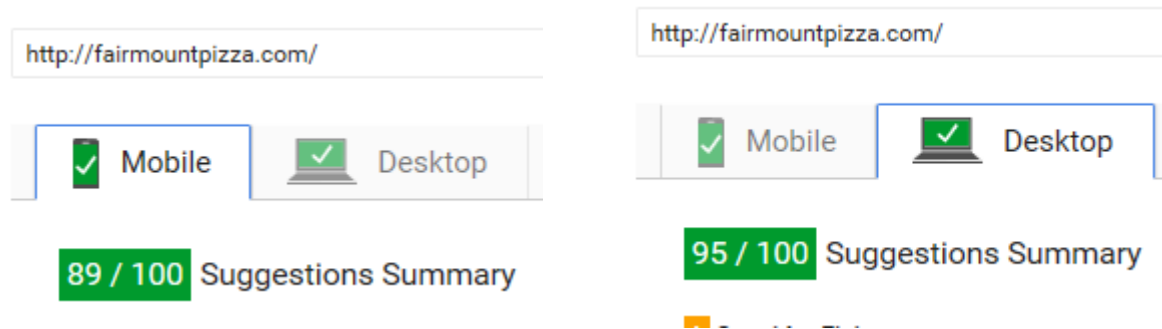 http://fairmountpizza.com/
Mobile
Desktop
89 / 100 Suggestions Summary
http://fairmountpizza.com/
Mobile
Desktop
95 / 100 Suggestions Summary